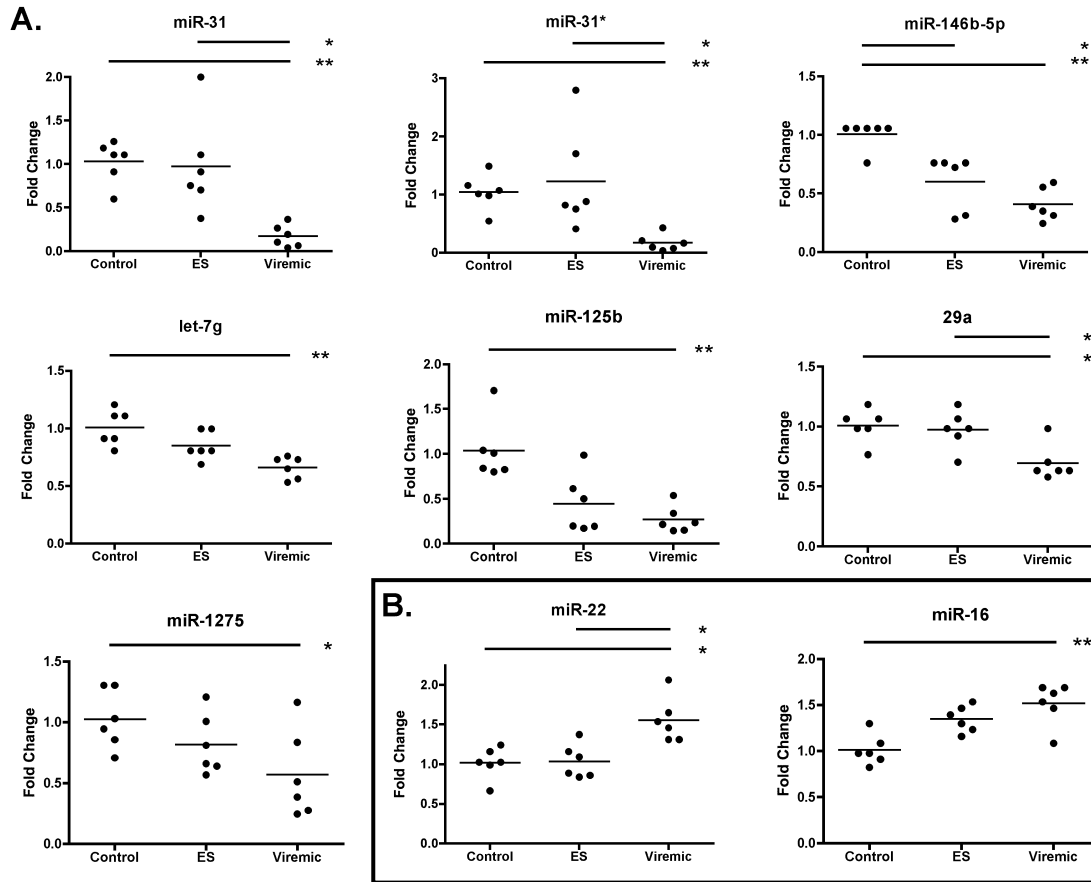 A.
miR-31
*
**
Fold Change
2.0
1.5
1.0
0.5
0.0
Control ES Viremic
miR-31*
*
**
Fold Change
3
2
1
0
Control ES Viremic
miR-146b-5p
*
**
Fold Change
1.5
1.0
0.5
0.0
Control ES Viremic
let-7g
**
Fold Change
1.5
1.0
0.5
0.0
Control ES Viremic
miR-125b
**
Fold Change
2.0
1.5
1.0
0.5
0.0
Control ES Viremic
29a
*
*
Fold Change
1.5
1.0
0.5
0.0
Control ES Viremic
miR-1275
*
Fold Change
1.5
1.0
0.5
0.0
Control ES Viremic
B.
miR-22
*
*
Fold Change
2.0
1.5
1.0
0.5
0.0
Control ES Viremic
miR-16
**
Fold Change
2.0
1.5
1.0
0.5
0.0
Control ES Viremic